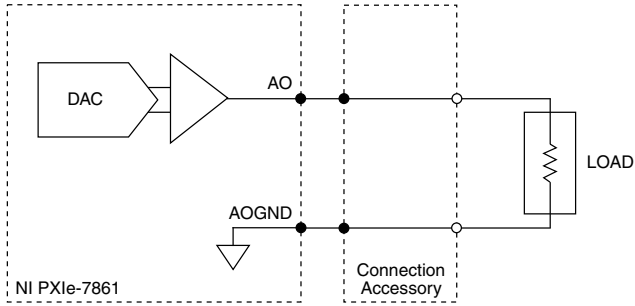 AO
DAC
LOAD
AOGND
NI PXIe-7861
Connection
Accessory